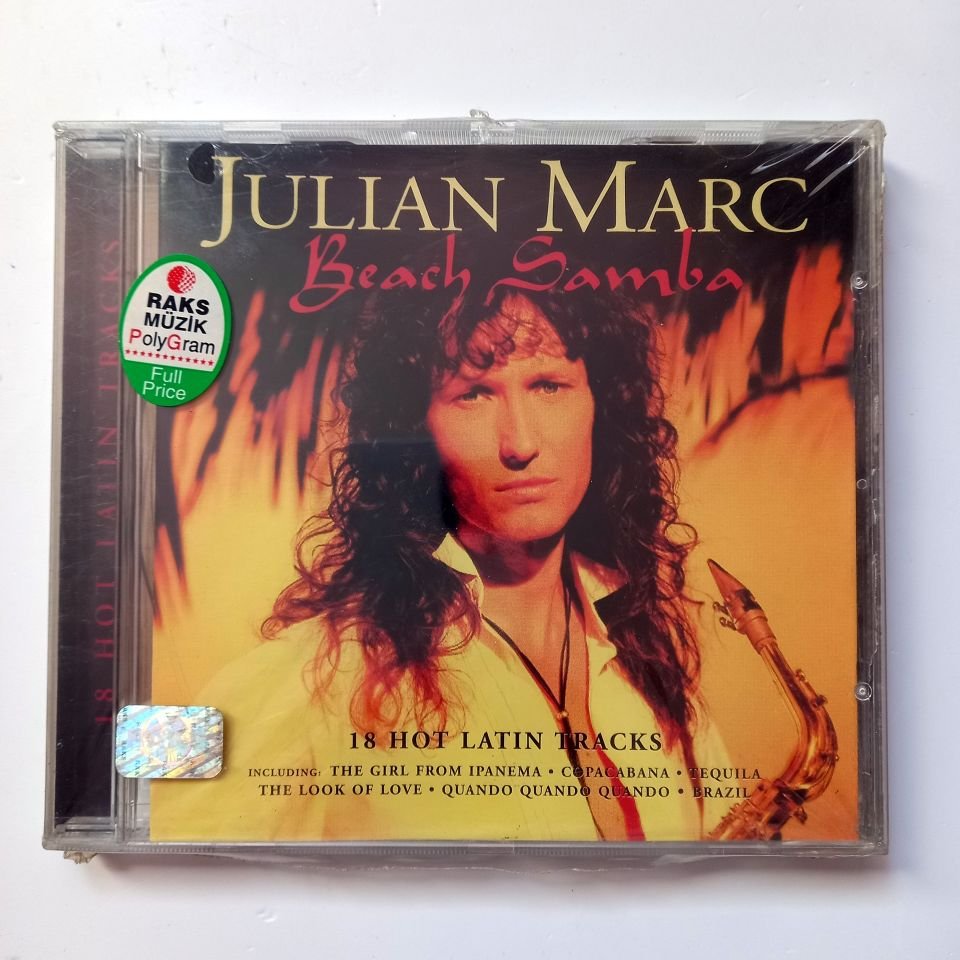 JULIAN MARC
Beach Samba
RAKS
MÜZİK
PolyGram
Full
Price
18 HOT LATIN TRACKS
18 HOT LATIN TRACKS
INCLUDING: THE GIRL FROM IPANEMA • COPACABANA • TEQUILA
THE LOOK OF LOVE • QUANDO QUANDO QUANDO • BRAZIL